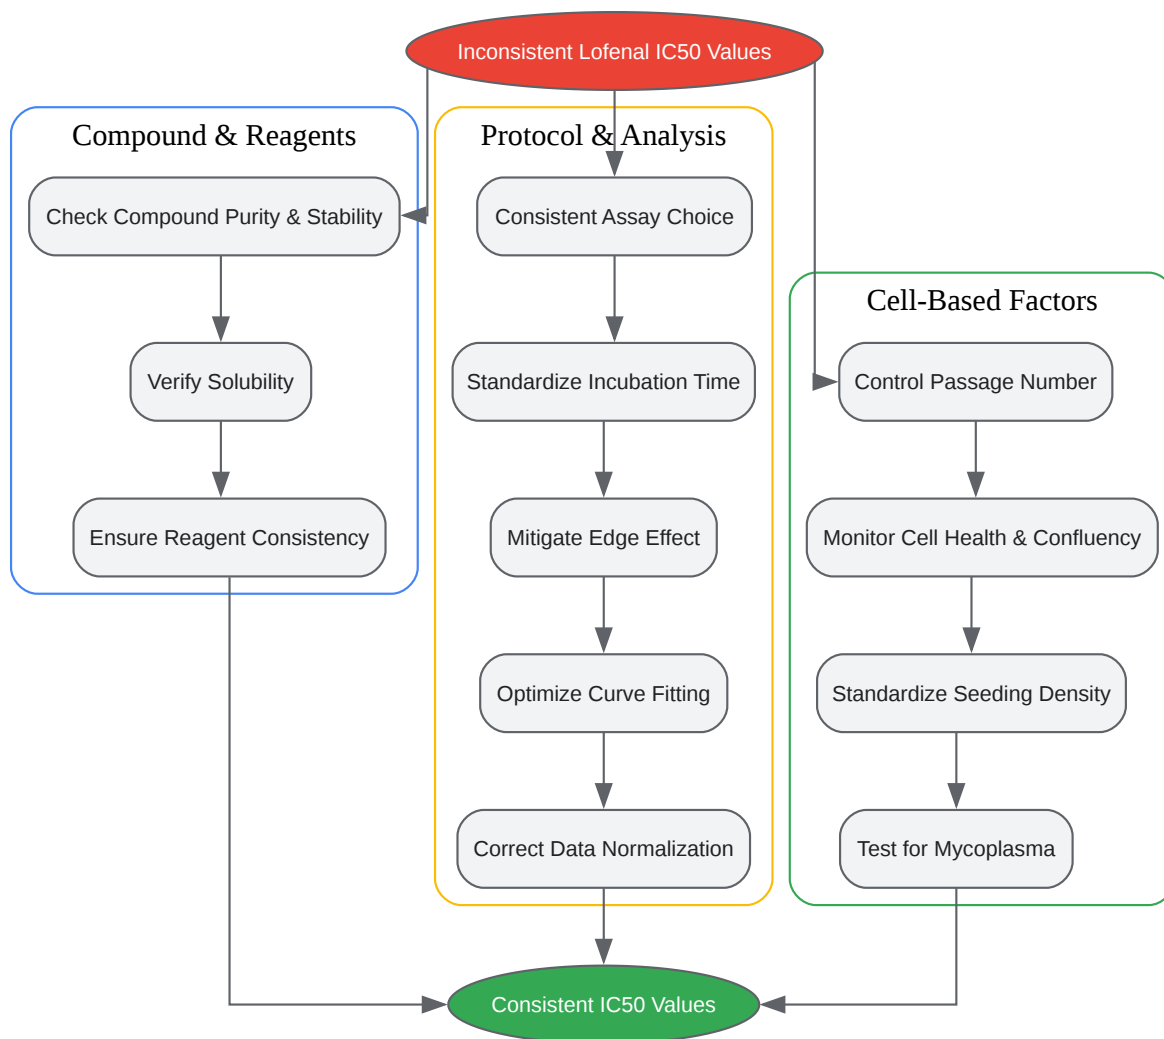 Inconsistent Lofenal IC50 Values
Compound & Reagents
Check Compound Purity & Stability
Verify Solubility
Ensure Reagent Consistency
Protocol & Analysis
Consistent Assay Choice
Standardize Incubation Time
Mitigate Edge Effect
Optimize Curve Fitting
Correct Data Normalization
Cell-Based Factors
Control Passage Number
Monitor Cell Health & Confluency
Standardize Seeding Density
Test for Mycoplasma
Consistent IC50 Values